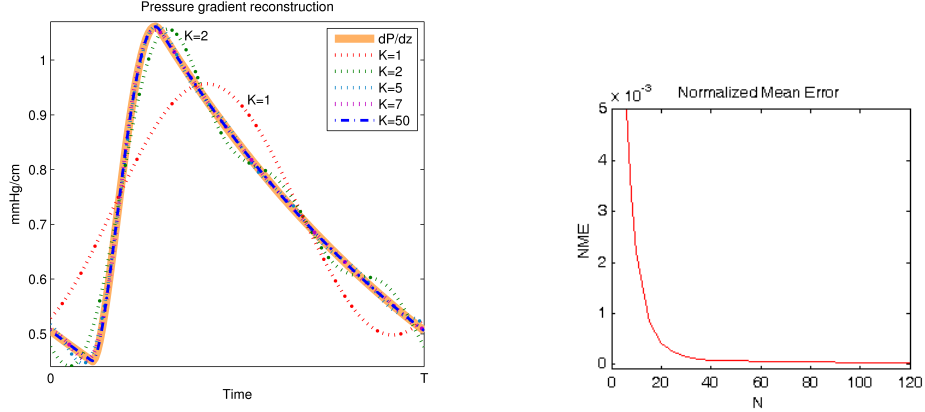 Pressure gradient reconstruction
mmHg/cm
1
0.9
0.8
0.7
0.6
0.5
0
T
Time
K=2
K=1
dP/dz
K=1
K=2
K=5
K=7
K=50
Normalized Mean Error
5 × 10⁻³
NME
4
3
2
1
0
0 20 40 60 80 100 120
N